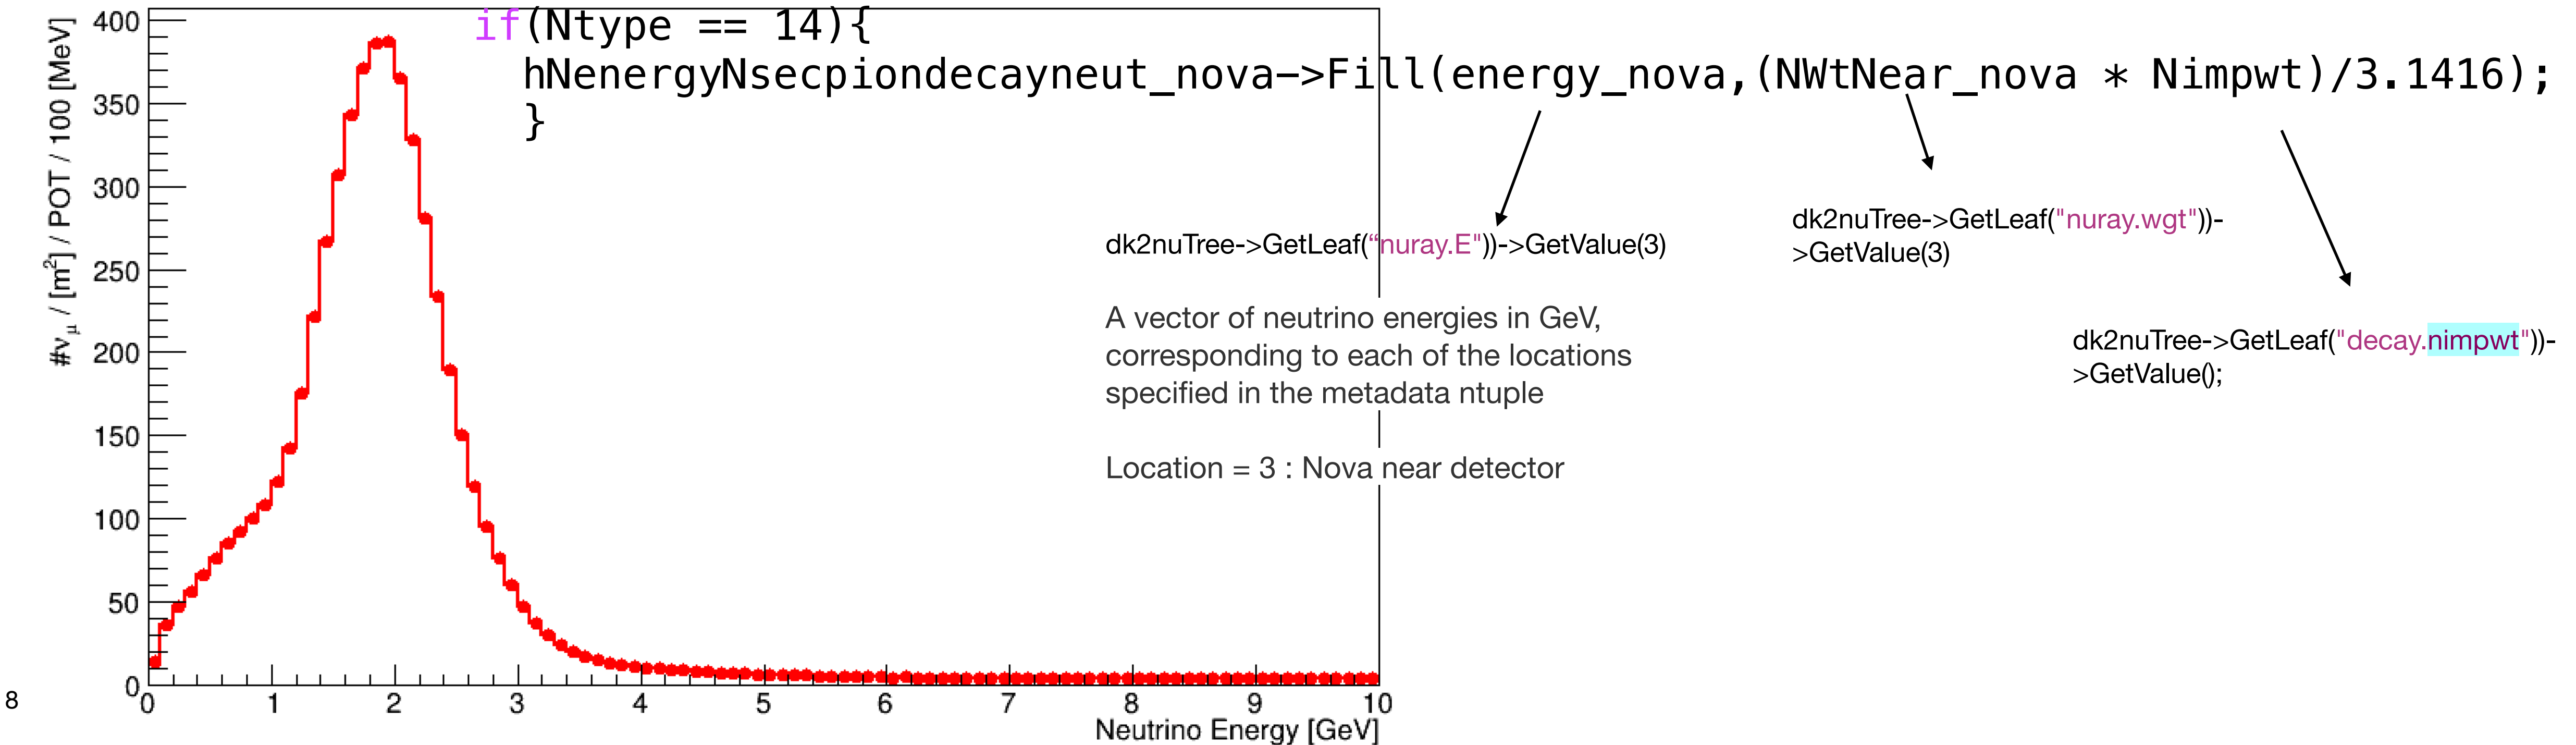 if(Ntype == 14){
hNenergyNsecpiondecayneut_nova->Fill(energy_nova,(NWtNear_nova * Nimpwt)/3.1416);
}
#νμ / [m²] / POT / 100 [MeV]
400
350
300
250
200
150
100
50
0
0 1 2 3 4 5 6 7 8 9 10
Neutrino Energy [GeV]
dk2nuTree->GetLeaf(“nuray.E"))->GetValue(3)
A vector of neutrino energies in GeV,
corresponding to each of the locations
specified in the metadata ntuple
Location = 3 : Nova near detector
dk2nuTree->GetLeaf("nuray.wgt"))-
>GetValue(3)
dk2nuTree->GetLeaf("decay.nimpwt"))-
>GetValue();
8